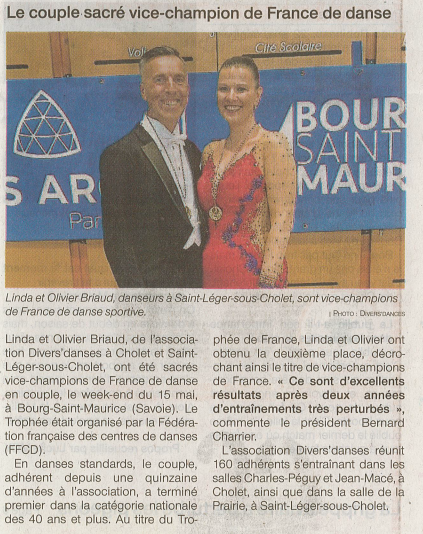 Le couple sacré vice-champion de France de danse
Cité Scolaire
BOUR
SAINT
MAUR
S AR
Linda et Olivier Briaud, danseurs à Saint-Léger-sous-Cholet, sont vice-champions
de France de danse sportive.
| PHOTO : DIVERS'DANCES
Linda et Olivier Briaud, de l'associa-
tion Divers'danses à Cholet et Saint-
Léger-sous-Cholet, ont été sacrés
vice-champions de France de danse
en couple, le week-end du 15 mai,
à Bourg-Saint-Maurice (Savoie). Le
Trophée était organisé par la Fédéra-
tion française des centres de danses
(FFCD).
En danses standards, le couple,
adhérent depuis une quinzaine
d'années à l'association, a terminé
premier dans la catégorie nationale
des 40 ans et plus. Au titre du Tro-
phée de France, Linda et Olivier ont
obtenu la deuxième place, décro-
chant ainsi le titre de vice-champions
de France. « Ce sont d'excellents
résultats après deux années
d'entraînements très perturbés »,
commente le président Bernard
Charrier.
L'association Divers'danses réunit
160 adhérents s'entraînant dans les
salles Charles-Péguy et Jean-Macé, à
Cholet, ainsi que dans la salle de la
Prairie, à Saint-Léger-sous-Cholet.